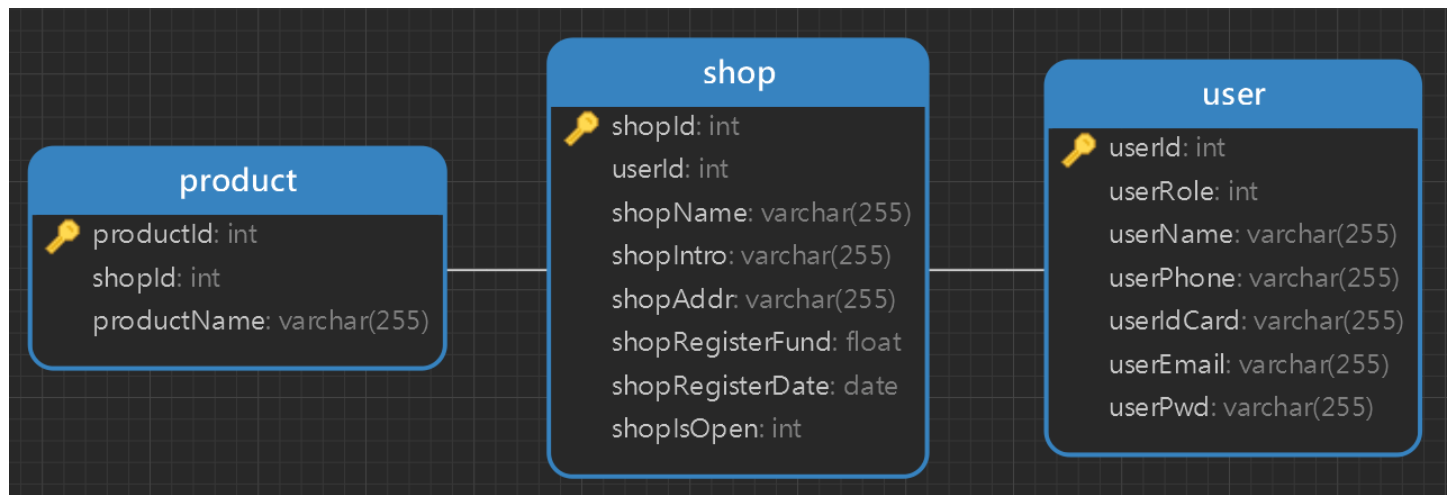 product
productId: int
shopId: int
productName: varchar(255)
shop
shopId: int
userId: int
shopName: varchar(255)
shopIntro: varchar(255)
shopAddr: varchar(255)
shopRegisterFund: float
shopRegisterDate: date
shopIsOpen: int
user
userId: int
userRole: int
userName: varchar(255)
userPhone: varchar(255)
userIdCard: varchar(255)
userEmail: varchar(255)
userPwd: varchar(255)